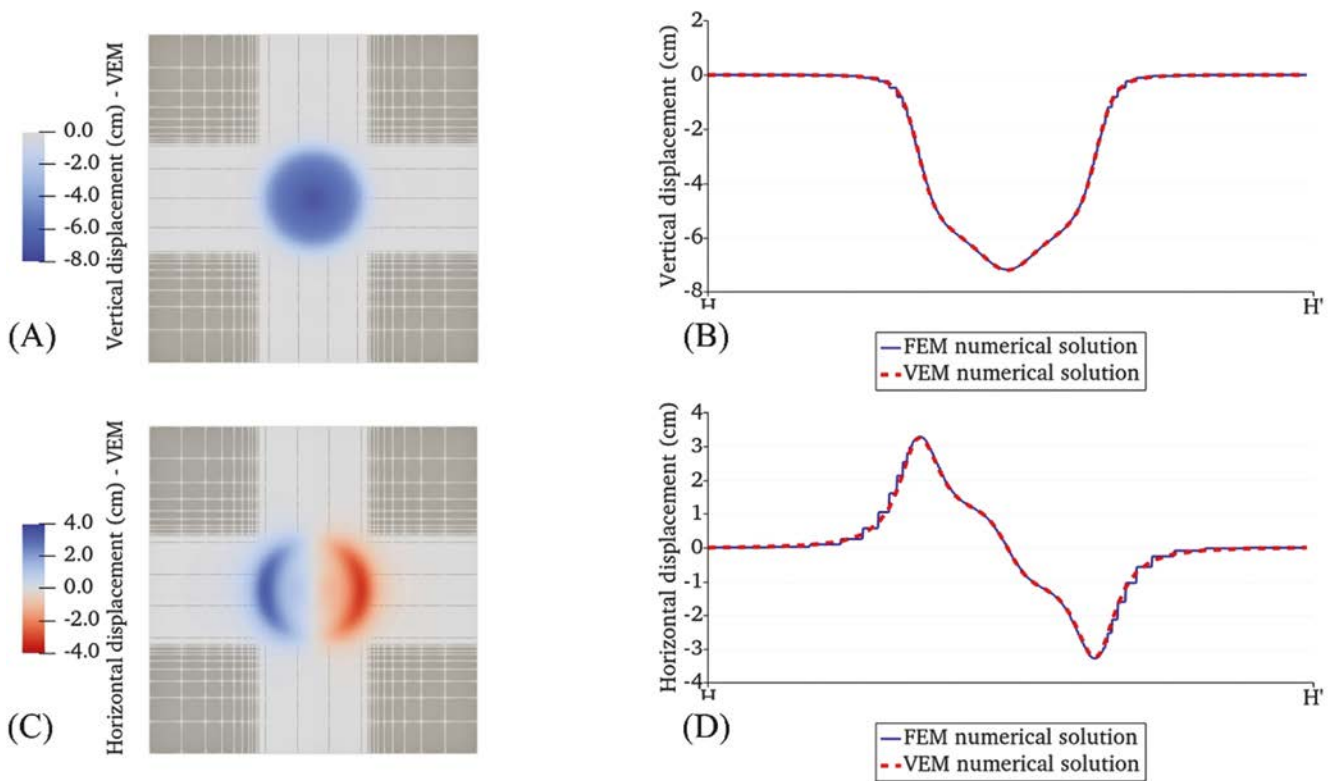 Vertical displacement (cm) - VEM
0.0
-2.0
-4.0
-6.0
-8.0
(A)
Vertical displacement (cm)
2
0
-2
-4
-6
-8
H
H'
(B)
FEM numerical solution
VEM numerical solution
Horizontal displacement (cm) - VEM
4.0
2.0
0.0
-2.0
-4.0
(C)
Horizontal displacement (cm)
4
3
2
1
0
-1
-2
-3
-4
H
H'
(D)
FEM numerical solution
VEM numerical solution